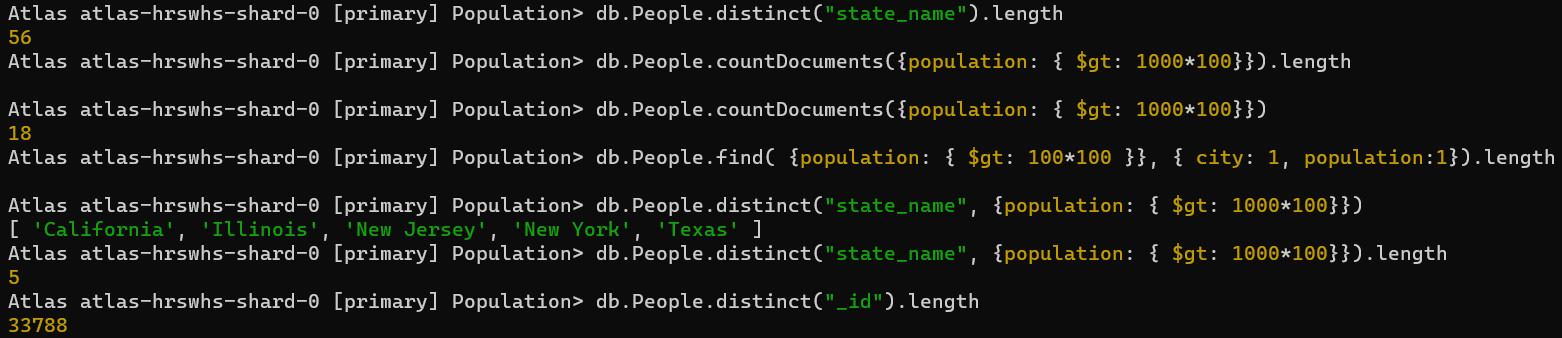 Atlas atlas-hrswhs-shard-0 [primary] Population> db.People.distinct("state_name").length
56
Atlas atlas-hrswhs-shard-0 [primary] Population> db.People.countDocuments({population: { $gt: 1000*100}}).length
Atlas atlas-hrswhs-shard-0 [primary] Population> db.People.countDocuments({population: { $gt: 1000*100}})
18
Atlas atlas-hrswhs-shard-0 [primary] Population> db.People.find( {population: { $gt: 100*100 }}, { city: 1, population:1}).length
Atlas atlas-hrswhs-shard-0 [primary] Population> db.People.distinct("state_name", {population: { $gt: 1000*100}})
[ 'California', 'Illinois', 'New Jersey', 'New York', 'Texas' ]
Atlas atlas-hrswhs-shard-0 [primary] Population> db.People.distinct("state_name", {population: { $gt: 1000*100}}).length
5
Atlas atlas-hrswhs-shard-0 [primary] Population> db.People.distinct("_id").length
33788